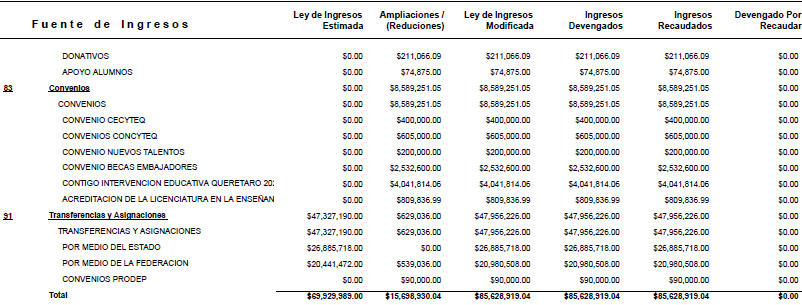 Fuente de Ingresos Ley de Ingresos Estimada Ampliaciones / (Reducciones) Ley de Ingresos Modificada Ingresos Devengados Ingresos Recaudados Devengado Por Recaudar
DONATIVOS $0.00 $211,066.09 $211,066.09 $211,066.09 $211,066.09 $0.00
APOYO ALUMNOS $0.00 $74,875.00 $74,875.00 $74,875.00 $74,875.00 $0.00
83 Convenios $0.00 $8,589,251.05 $8,589,251.05 $8,589,251.05 $8,589,251.05 $0.00
CONVENIOS $0.00 $8,589,251.05 $8,589,251.05 $8,589,251.05 $8,589,251.05 $0.00
CONVENIO CECYTEQ $0.00 $400,000.00 $400,000.00 $400,000.00 $400,000.00 $0.00
CONVENIOS CONCYTEQ $0.00 $605,000.00 $605,000.00 $605,000.00 $605,000.00 $0.00
CONVENIO NUEVOS TALENTOS $0.00 $200,000.00 $200,000.00 $200,000.00 $200,000.00 $0.00
CONVENIO BECAS EMBAJADORES $0.00 $2,532,600.00 $2,532,600.00 $2,532,600.00 $2,532,600.00 $0.00
CONTIGO INTERVENCION EDUCATIVA QUERETARO 202 $0.00 $4,041,814.06 $4,041,814.06 $4,041,814.06 $4,041,814.06 $0.00
ACREDITACION DE LA LICENCIATURA EN LA ENSEÑAN $0.00 $809,836.99 $809,836.99 $809,836.99 $809,836.99 $0.00
91 Transferencias y Asignaciones $47,327,190.00 $629,036.00 $47,956,226.00 $47,956,226.00 $47,956,226.00 $0.00
TRANSFERENCIAS Y ASIGNACIONES $47,327,190.00 $629,036.00 $47,956,226.00 $47,956,226.00 $47,956,226.00 $0.00
POR MEDIO DEL ESTADO $26,885,718.00 $0.00 $26,885,718.00 $26,885,718.00 $26,885,718.00 $0.00
POR MEDIO DE LA FEDERACION $20,441,472.00 $539,036.00 $20,980,508.00 $20,980,508.00 $20,980,508.00 $0.00
CONVENIOS PRODEP $0.00 $90,000.00 $90,000.00 $90,000.00 $90,000.00 $0.00
Total $69,929,989.00 $15,698,930.04 $85,628,919.04 $85,628,919.04 $85,628,919.04 $0.00